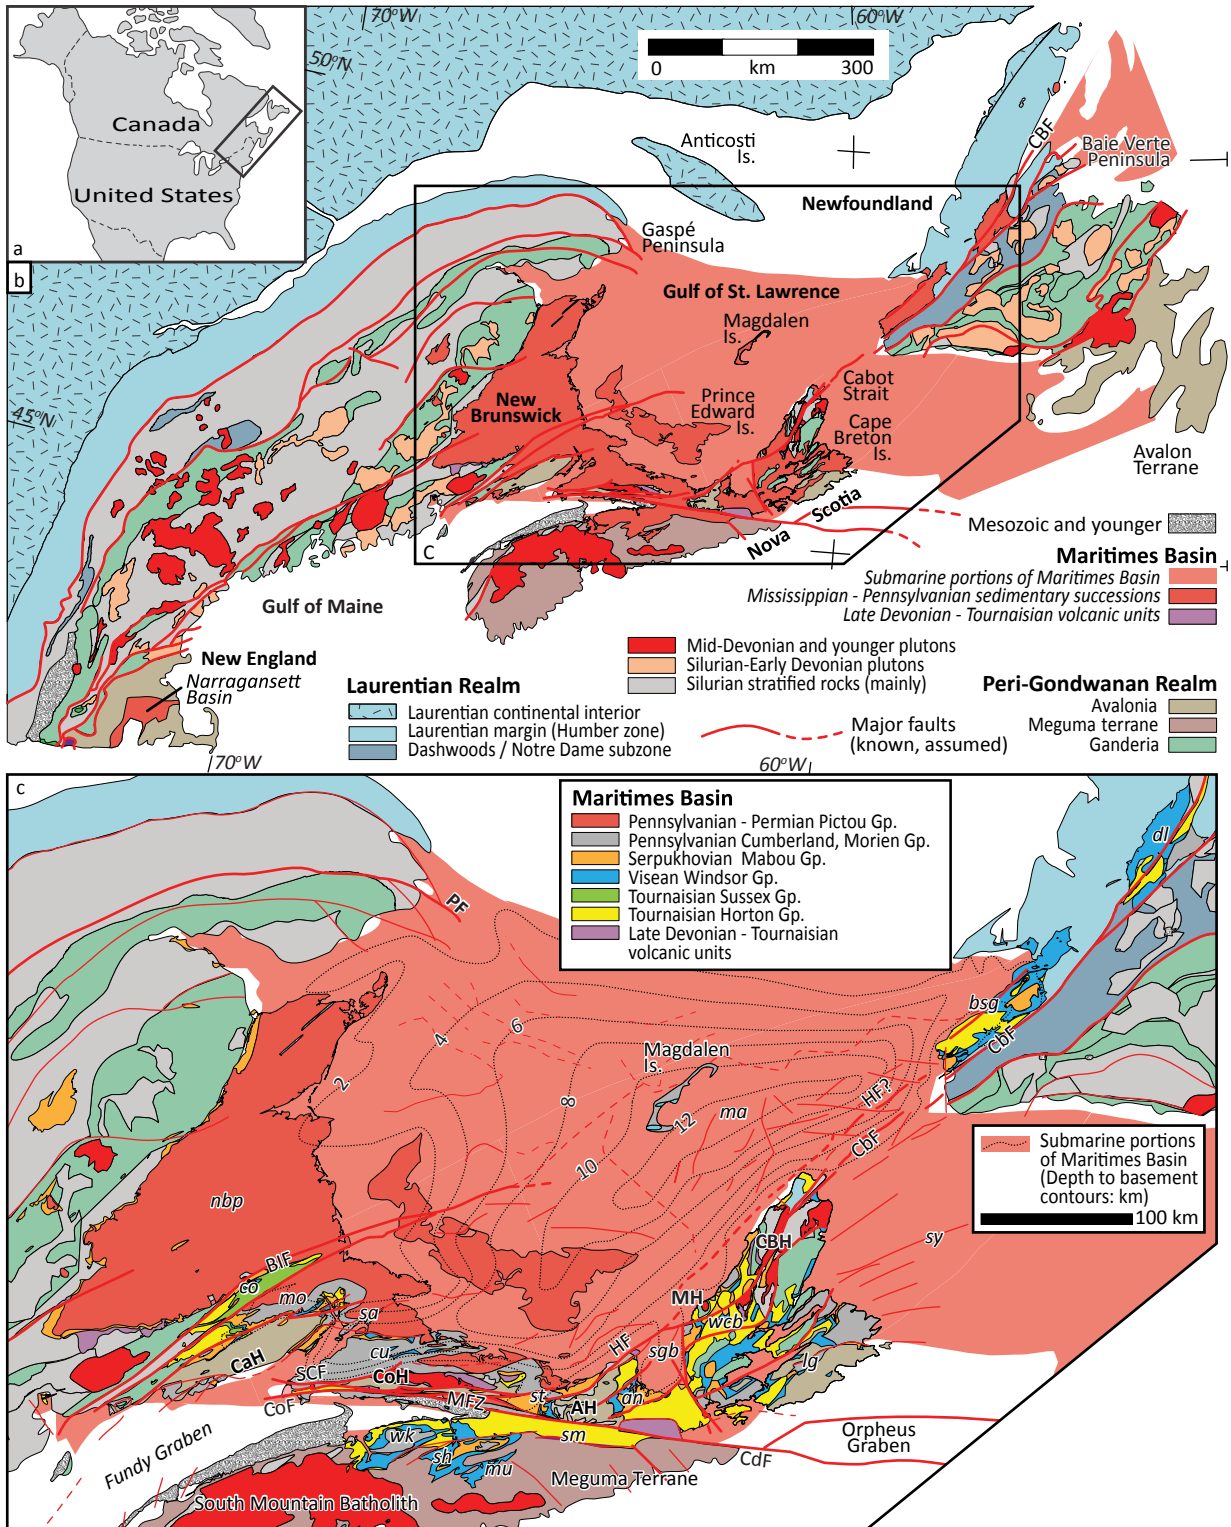 Canada
United States
a
70°W
60°W
50°N
0
km
300
Anticosti
Is.
CBF
Baie Verte
Peninsula
b
Newfoundland
Gaspé
Peninsula
Gulf of St. Lawrence
Magdalen
Is.
45°N
Cabot
Strait
New
Brunswick
Prince
Edward
Is.
Cape
Breton
Is.
Avalon
Terrane
Nova
Scotia
C
Gulf of Maine
New England
Narragansett
Basin
Mesozoic and younger
Maritimes Basin
Submarine portions of Maritimes Basin
Mississippian - Pennsylvanian sedimentary successions
Late Devonian - Tournaisian volcanic units
Mid-Devonian and younger plutons
Silurian-Early Devonian plutons
Silurian stratified rocks (mainly)
Laurentian Realm
Laurentian continental interior
Laurentian margin (Humber zone)
Dashwoods / Notre Dame subzone
Major faults
(known, assumed)
Peri-Gondwanan Realm
Avalonia
Meguma terrane
Ganderia
70°W
60°W
c
Maritimes Basin
Pennsylvanian - Permian Pictou Gp.
Pennsylvanian Cumberland, Morien Gp.
Serpukhovian Mabou Gp.
Visean Windsor Gp.
Tournaisian Sussex Gp.
Tournaisian Horton Gp.
Late Devonian - Tournaisian
volcanic units
dl
PF
bsg
CbF
2
4
6
8
10
12
Magdalen
Is.
ma
HF?
CbF
Submarine portions
of Maritimes Basin
(Depth to basement
contours: km)
100 km
nbp
sy
CBH
BIF
co
mo
sa
MH
wcb
HF
sgb
lg
CaH
cu
SCF
CoH
CoF
MFZ
st
AH
an
Fundy Graben
wk
sm
sh
mu
Meguma Terrane
CdF
Orpheus
Graben
South Mountain Batholith